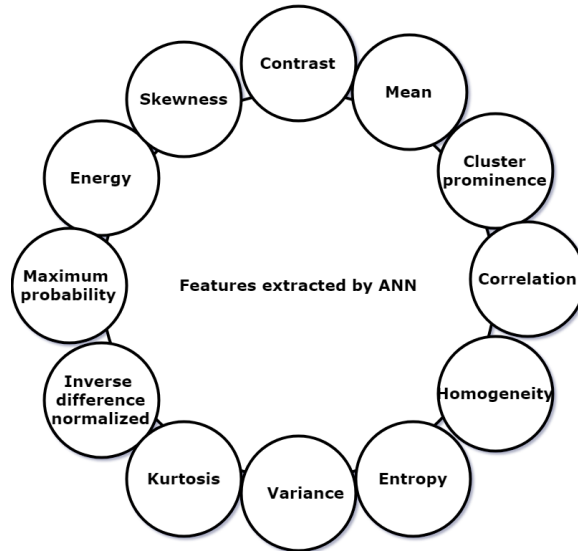 Contrast
Mean
Skewness
Cluster
prominence
Energy
Maximum
probability
Features extracted by ANN
Correlation
Inverse
difference
normalized
Homogeneity
Kurtosis
Variance
Entropy